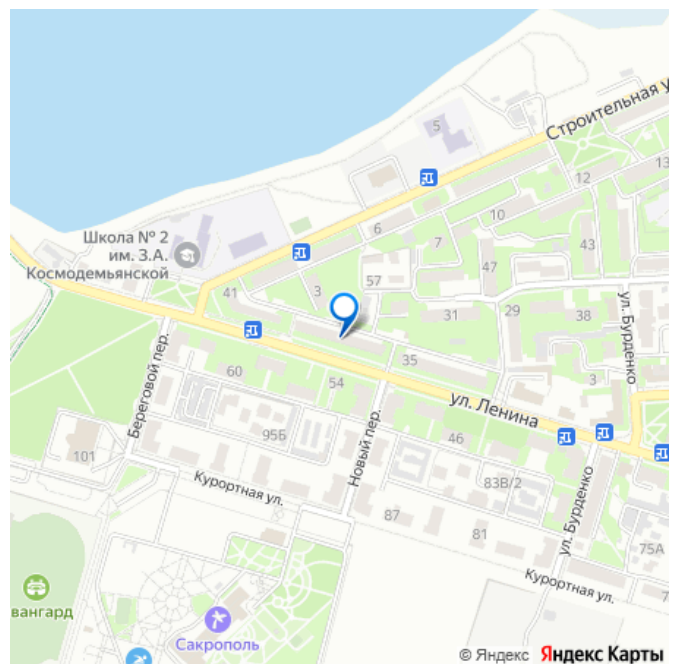 Строительная у
5
12
13
10
6
7
43
Школа № 2
им. З.А.
Космодемьянской
57
47
41
3
31
29
38
ул. Бурденко
35
Береговой пер.
60
54
3
ул. Ленина
95Б
Новый пер.
46
101
83В/2
Курортная ул.
87
81
ул. Бурденко
75А
Курортная ул.
7
вангард
Сакрополь
© Яндекс Яндекс Карты